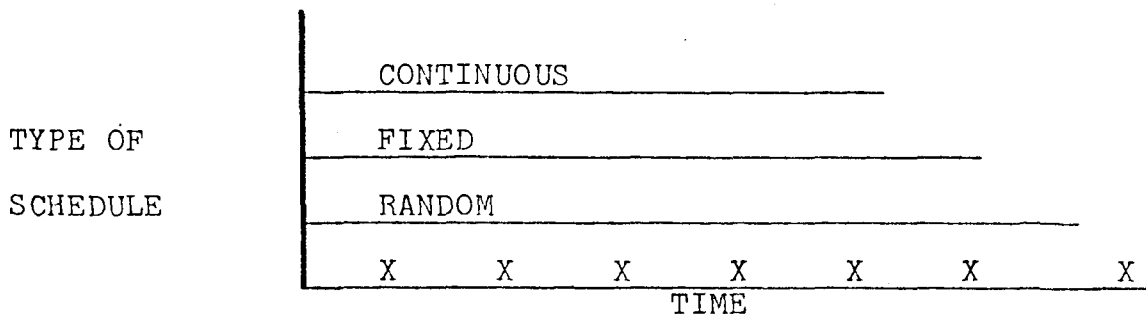 CONTINUOUS
TYPE OF FIXED
SCHEDULE RANDOM
X X X X X X X
TIME